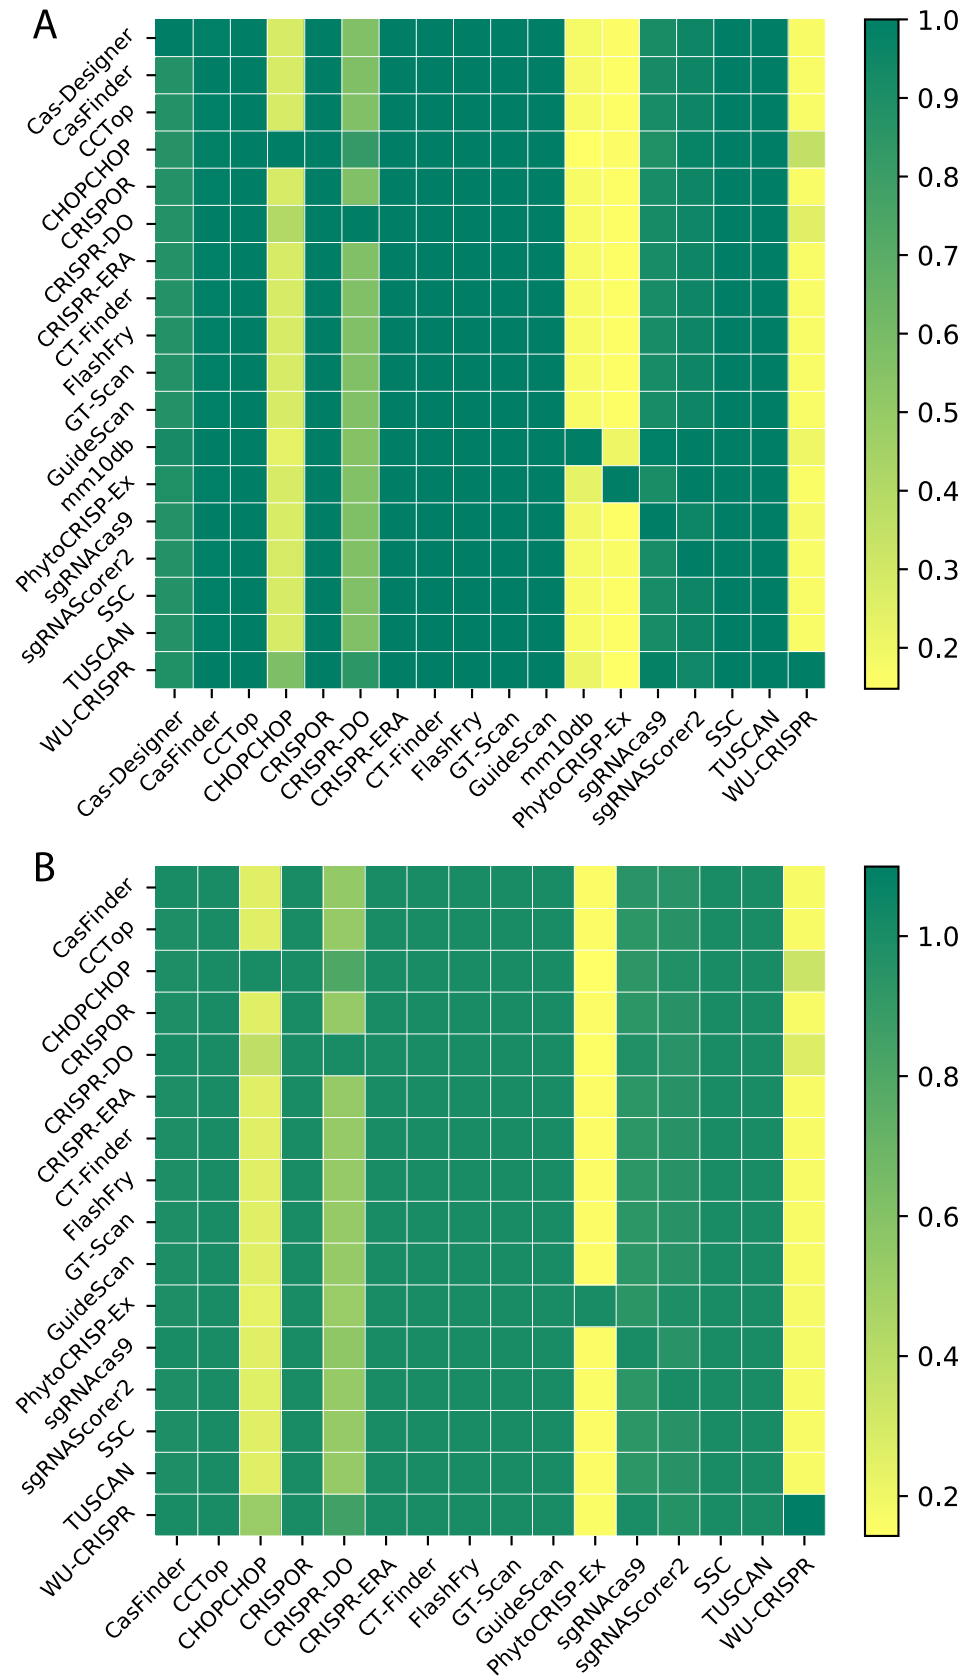 A
Cas-Designer
CasFinder
CCTop
CHOPCHOP
CRISPOR
CRISPR-DO
CRISPR-ERA
CT-Finder
FlashFry
GT-Scan
GuideScan
mm10db
PhytoCRISP-Ex
sgRNAcas9
sgRNAScorer2
SSC
TUSCAN
WU-CRISPR
Cas-Designer
CasFinder
CCTop
CHOPCHOP
CRISPOR
CRISPR-DO
CRISPR-ERA
CT-Finder
FlashFry
GT-Scan
GuideScan
mm10db
PhytoCRISP-Ex
sgRNAcas9
sgRNAScorer2
SSC
TUSCAN
WU-CRISPR
1.0
0.9
0.8
0.7
0.6
0.5
0.4
0.3
0.2
B
CasFinder
CCTop
CHOPCHOP
CRISPOR
CRISPR-DO
CRISPR-ERA
CT-Finder
FlashFry
GT-Scan
GuideScan
PhytoCRISP-Ex
sgRNAcas9
sgRNAScorer2
SSC
TUSCAN
WU-CRISPR
CasFinder
CCTop
CHOPCHOP
CRISPOR
CRISPR-DO
CRISPR-ERA
CT-Finder
FlashFry
GT-Scan
GuideScan
PhytoCRISP-Ex
sgRNAcas9
sgRNAScorer2
SSC
TUSCAN
WU-CRISPR
1.0
0.8
0.6
0.4
0.2